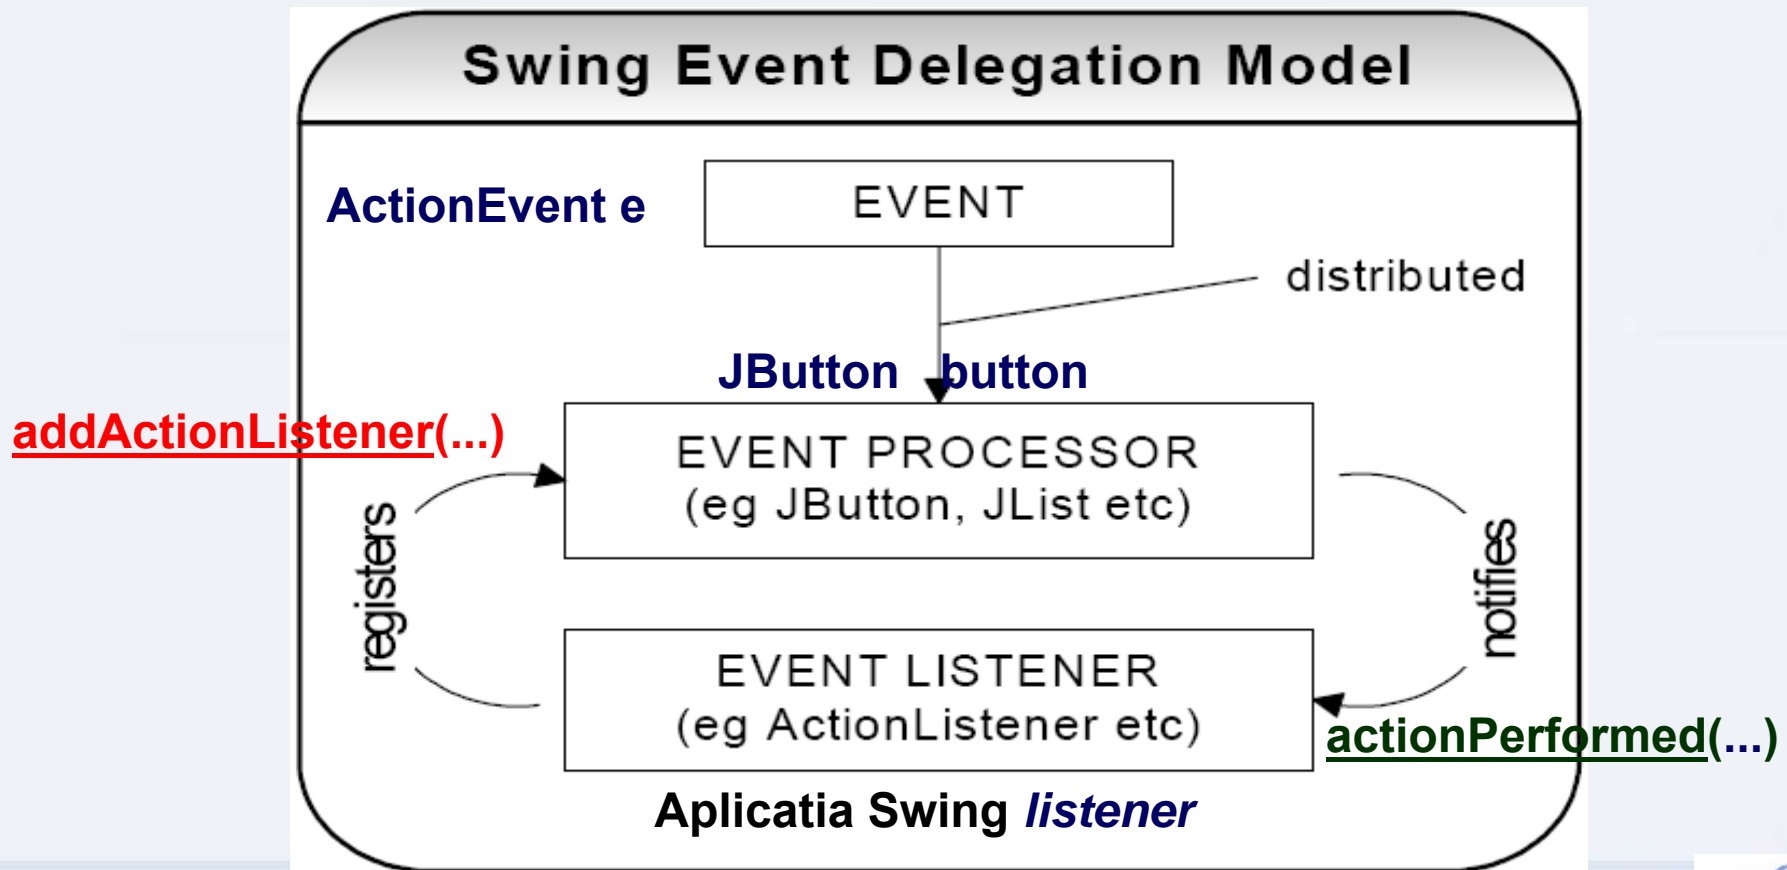 Swing Event Delegation Model
ActionEvent e
EVENT
distributed
JButton button
addActionListener(...)
EVENT PROCESSOR
(eg JButton, JList etc)
registers
notifies
EVENT LISTENER
(eg ActionListener etc)
actionPerformed(...)
Aplicatia Swing listener